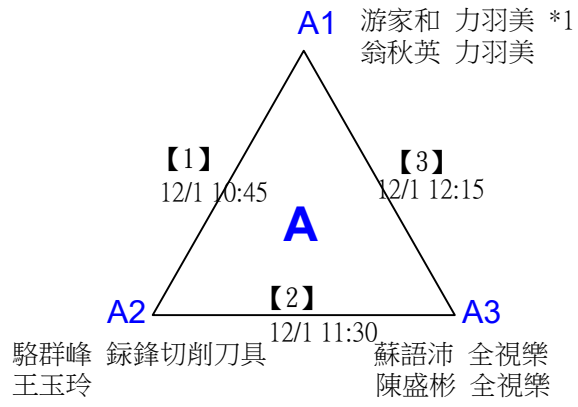 A1 游家和 力羽美 *1
翁秋英 力羽美
【1】
12/1 10:45
【3】
12/1 12:15
A
【2】
12/1 11:30
A2
A3
駱群峰 録鋒切削刀具
王玉玲
蘇語沛 全視樂
陳盛彬 全視樂